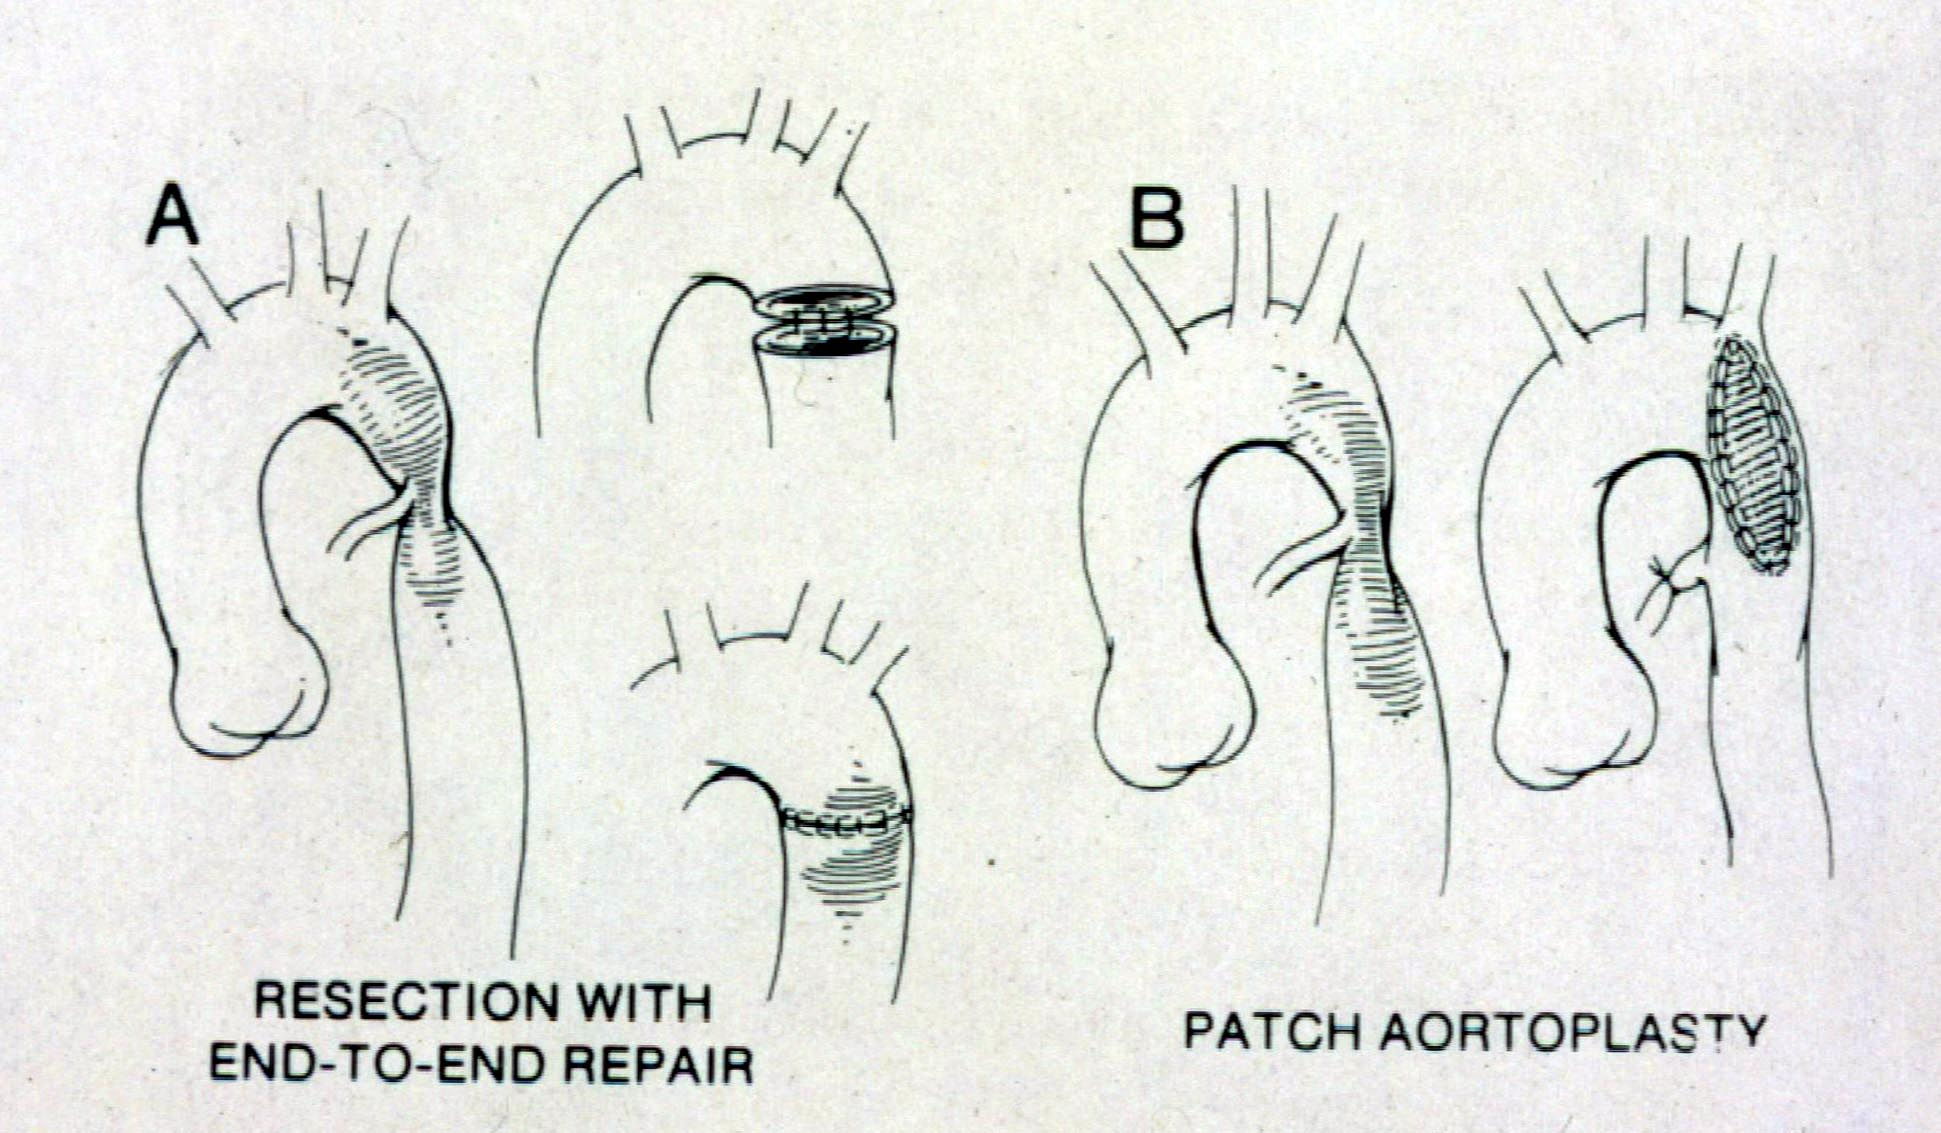 A
B
RESECTION WITH
END-TO-END REPAIR
PATCH AORTOPLASTY